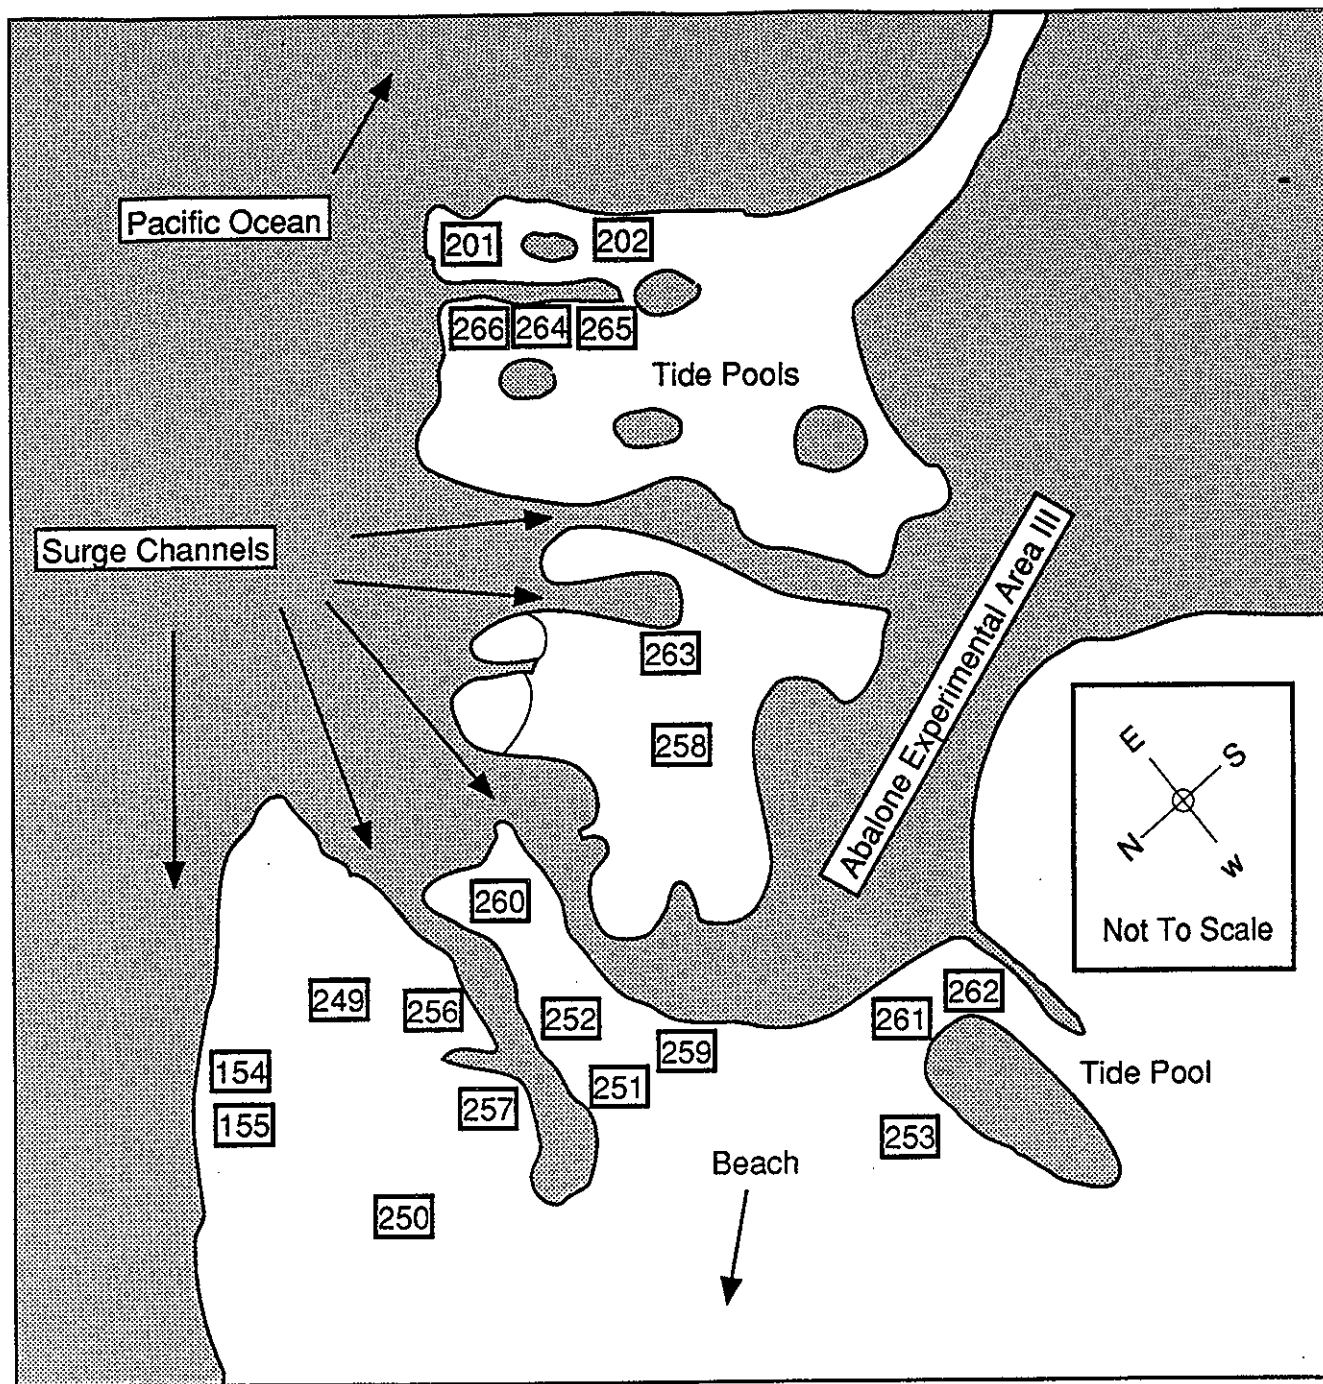 Pacific Ocean
201
202
266
264
265
Tide Pools
Surge Channels
Abalone Experimental Area III
263
258
E
S
N
w
Not To Scale
260
249
256
252
259
261
262
154
155
257
251
253
Tide Pool
Beach
250